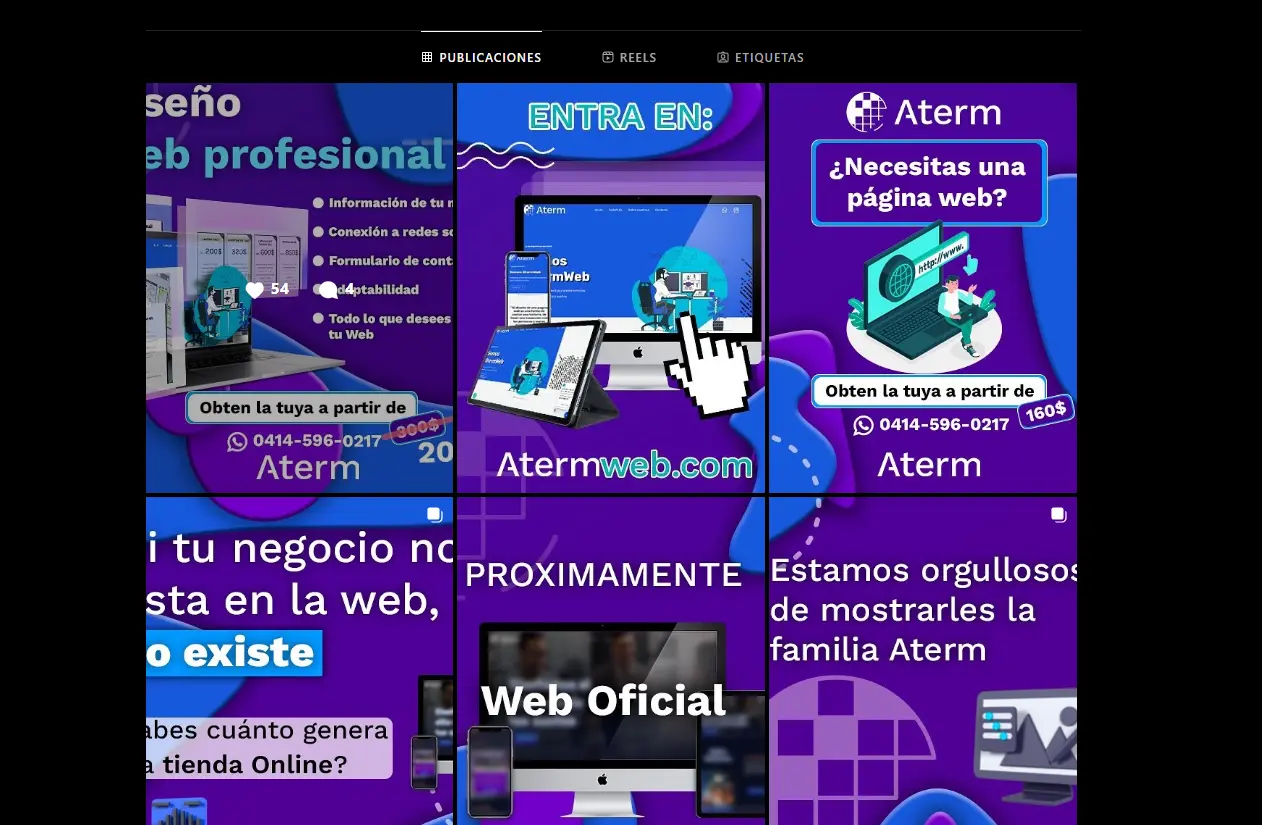 PUBLICACIONES
REELS
ETIQUETAS
seño
eb profesional
Información de tu n
Conexión a redes so
Formulario de cont
daptabilidad
Todo lo que desees
tu Web
200$
320$
54
4
Obten la tuya a partir de
0414-596-0217
300$
20
Aterm
ENTRA EN:
Aterm
os
rmWeb
Atermweb.com
Aterm
¿Necesitas una
página web?
http://www.
Obten la tuya a partir de
0414-596-0217
160$
Aterm
i tu negocio no
sta en la web,
o existe
abes cuánto genera
a tienda Online?
PROXIMAMENTE
Web Oficial
Estamos orgullosos
de mostrarles la
familia Aterm